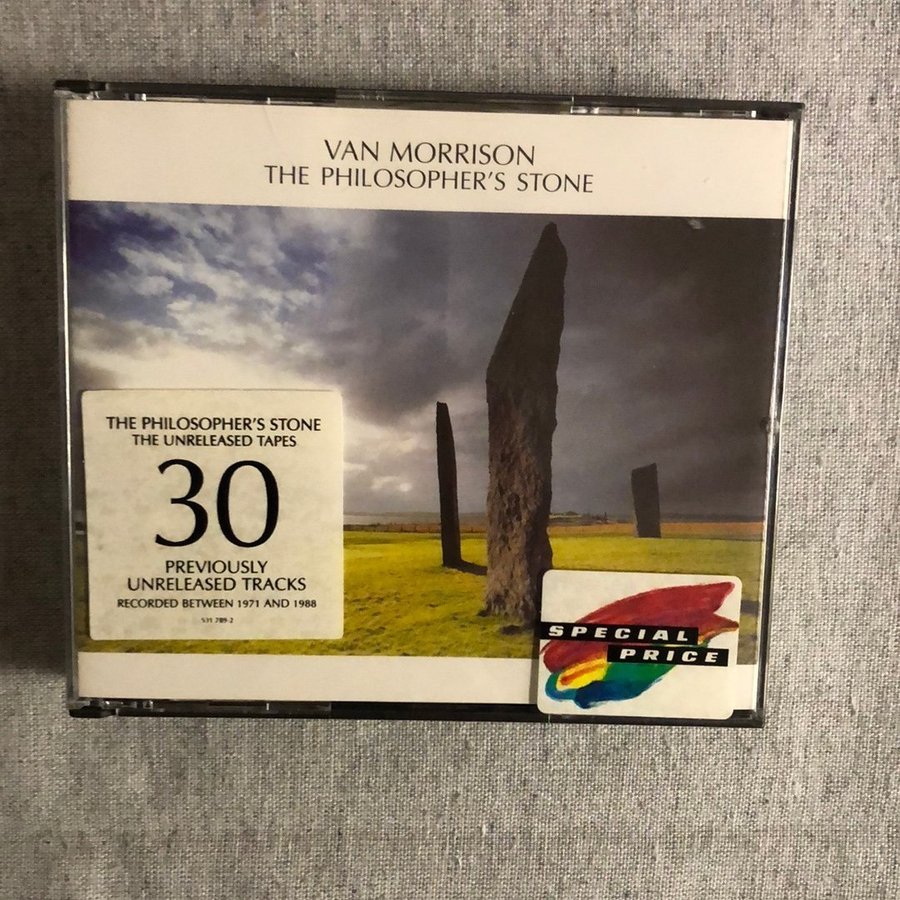 VAN MORRISON
THE PHILOSOPHER'S STONE
THE PHILOSOPHER'S STONE
THE UNRELEASED TAPES
30
PREVIOUSLY
UNRELEASED TRACKS
RECORDED BETWEEN 1971 AND 1988
531 789-2
SPECIAL
PRICE